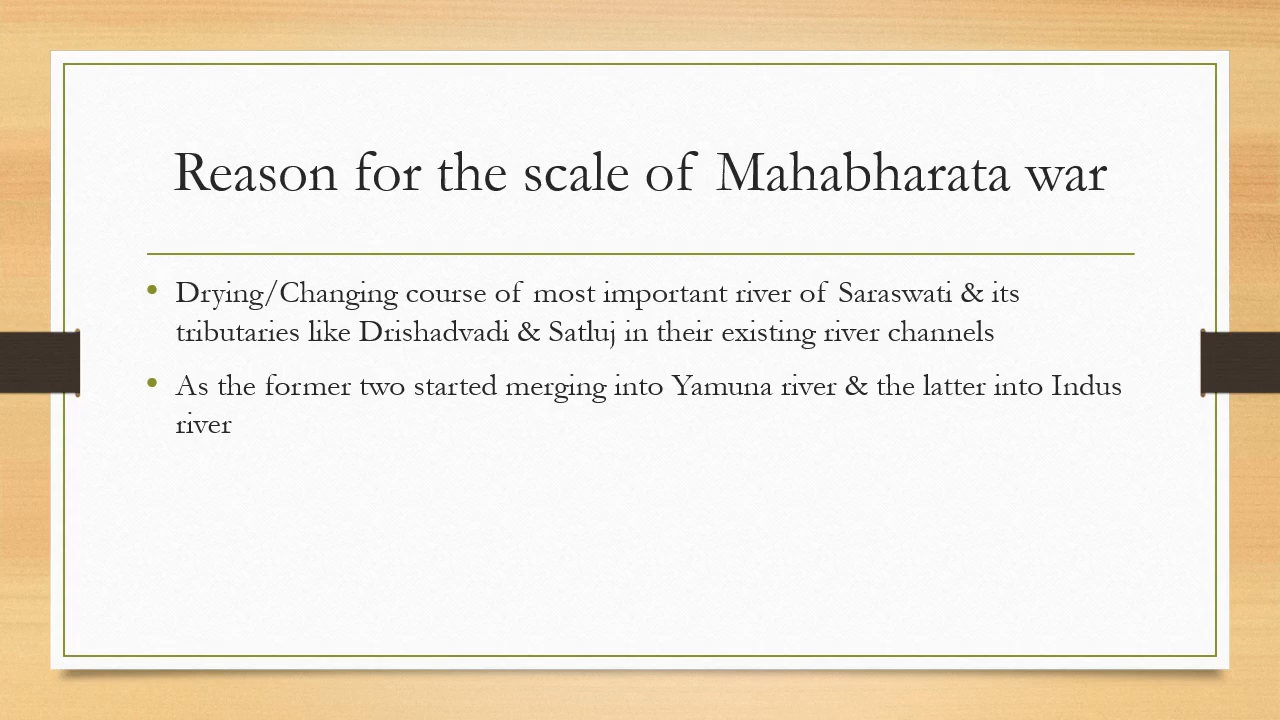 Reason for the scale of Mahabharata war
• Drying/Changing course of most important river of Saraswati & its
tributaries like Drishadvadi & Satluj in their existing river channels
• As the former two started merging into Yamuna river & the latter into Indus
river